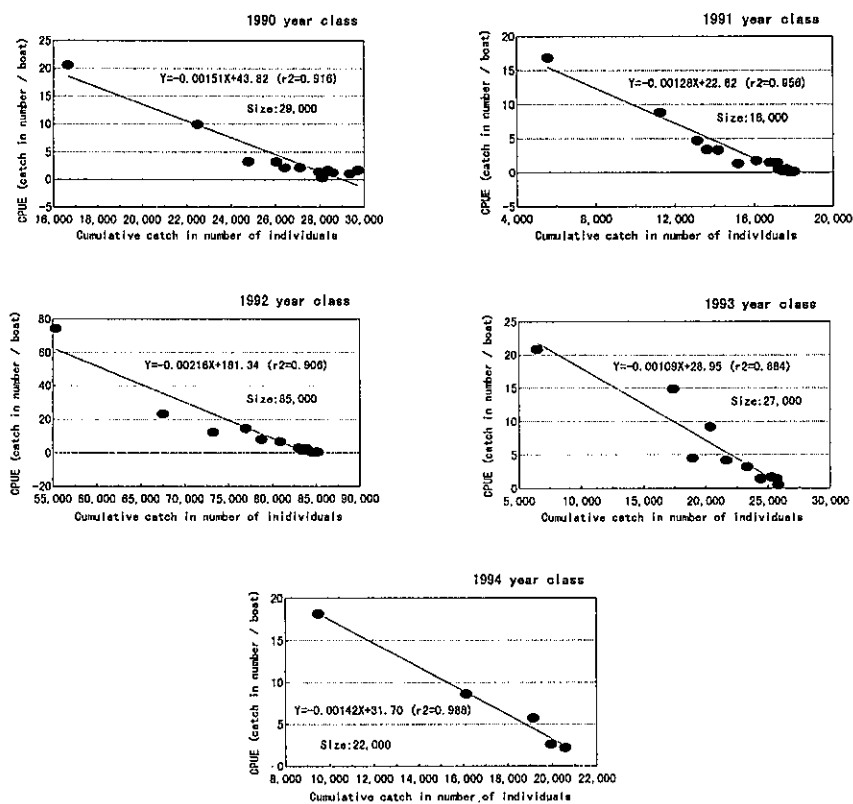 1990 year class
25
20
15
10
5
0
-5
CPUE (catch in number / boat)
Y=-0.00151X+43.82 (r2=0.916)
Size:29,000
16,000 18,000 20,000 22,000 24,000 26,000 28,000 30,000
Cumulative catch in number of individuals
1991 year class
20
15
10
5
0
-5
CPUE (catch in number / boat)
Y=-0.00128X+22.62 (r2=0.956)
Size:18,000
4,000 8,000 12,000 16,000 20,000
Cumulative catch in number of individuals
1992 year class
80
60
40
20
0
-20
CPUE (catch in number / boat)
Y=-0.00216X+181.34 (r2=0.906)
Size:85,000
55,000 60,000 65,000 70,000 75,000 80,000 85,000 90,000
Cumulative catch in number of inidividuals
1993 year class
25
20
15
10
5
0
CPUE (catch in number / boat)
Y=-0.00109X+28.95 (r2=0.884)
Size:27,000
5,000 10,000 15,000 20,000 25,000 30,000
Cumulative catch in number of individuals
1994 year class
20
15
10
5
0
CPUE (catch in number / boat)
Y=-0.00142X+31.70 (r2=0.988)
Size:22,000
8,000 10,000 12,000 14,000 16,000 18,000 20,000 22,000
Cumulative catch in number of individuals